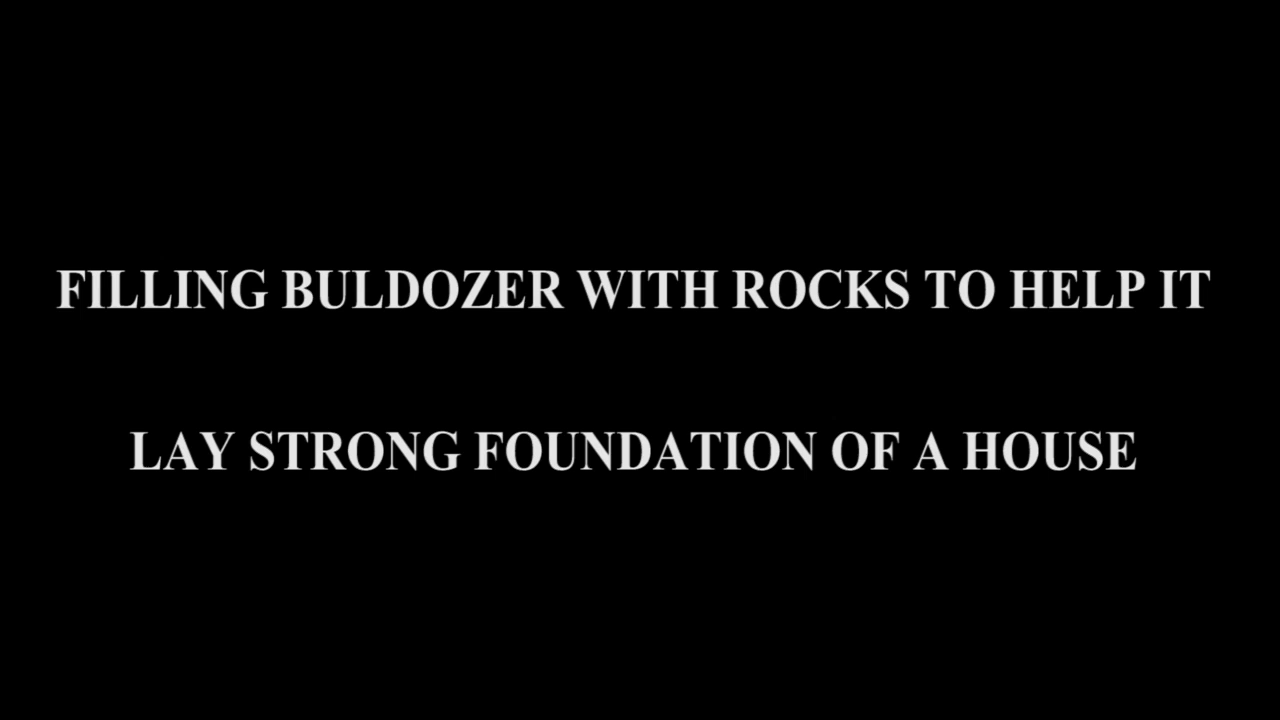 FILLING BULDOZER WITH ROCKS TO HELP IT
LAY STRONG FOUNDATION OF A HOUSE